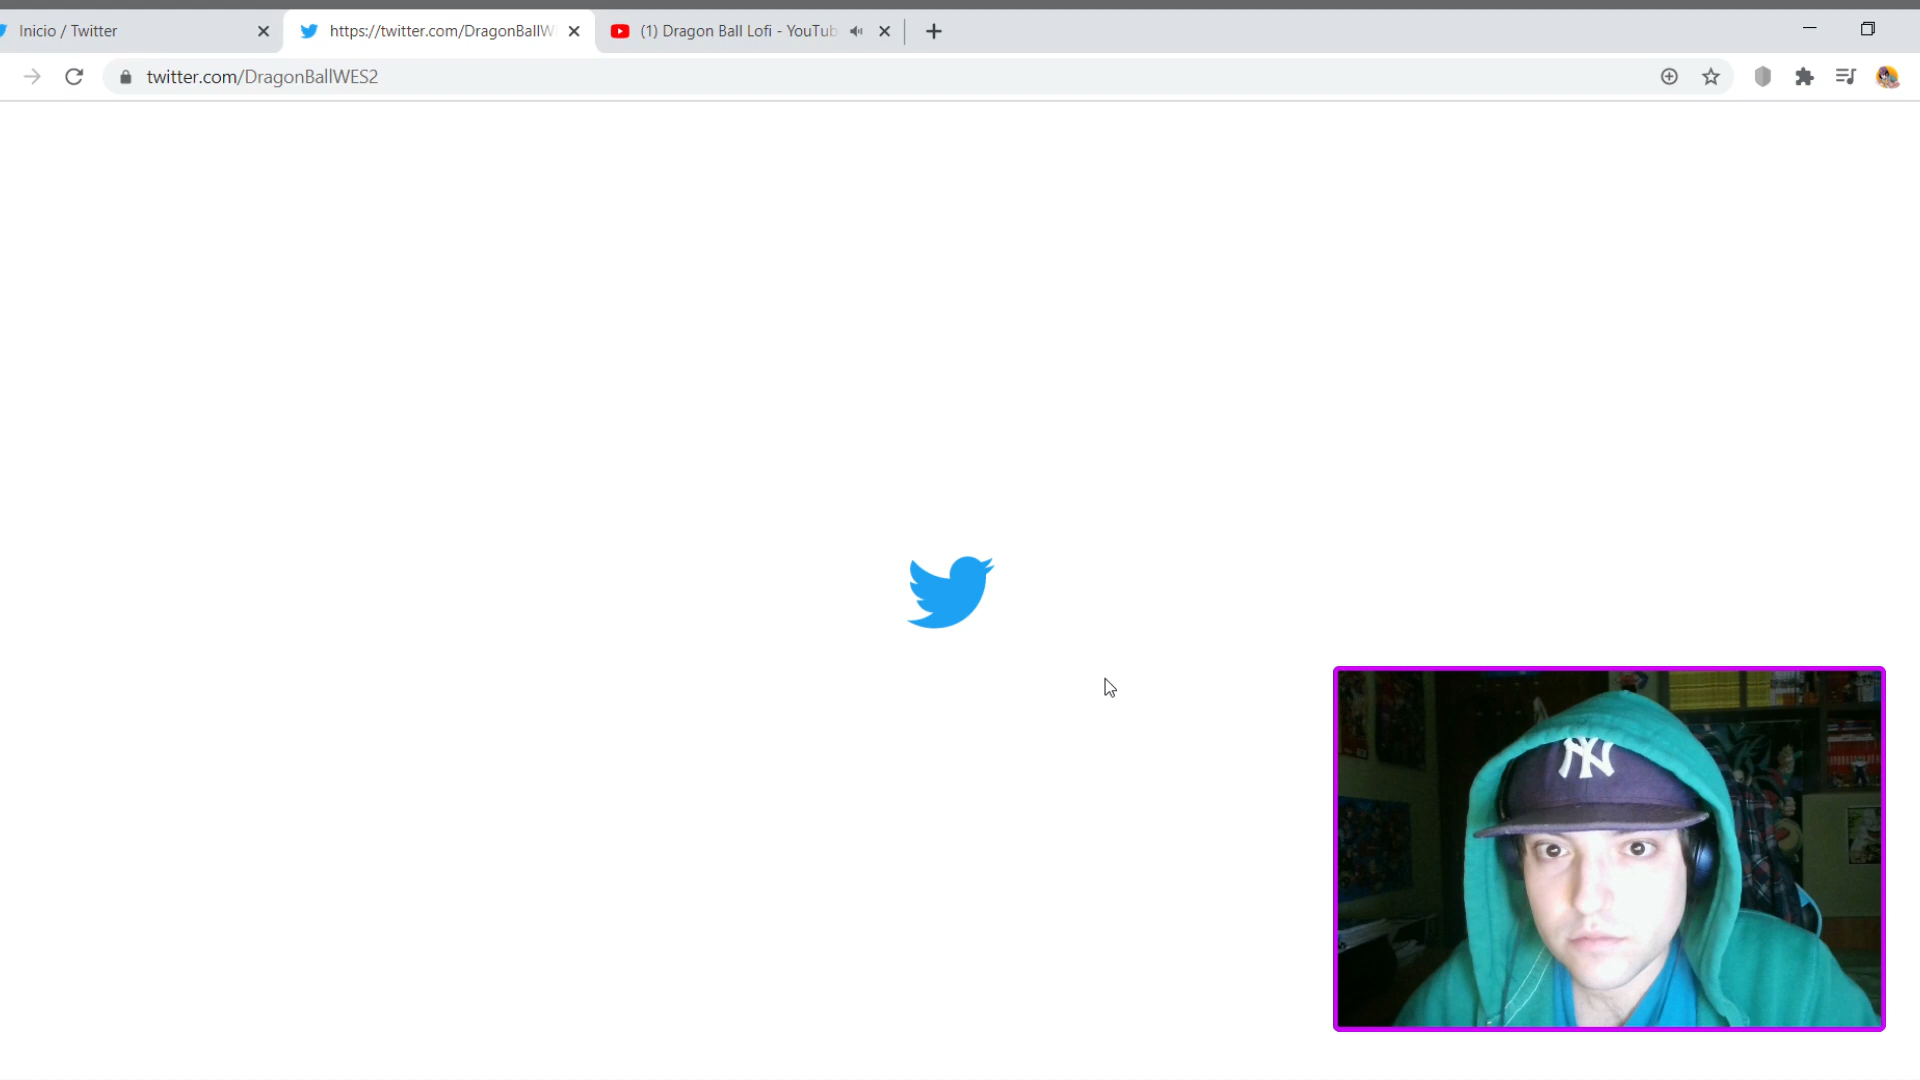 Inicio / Twitter
https://twitter.com/DragonBallW
(1) Dragon Ball Lofi - YouTub
twitter.com/DragonBallWES2
NY